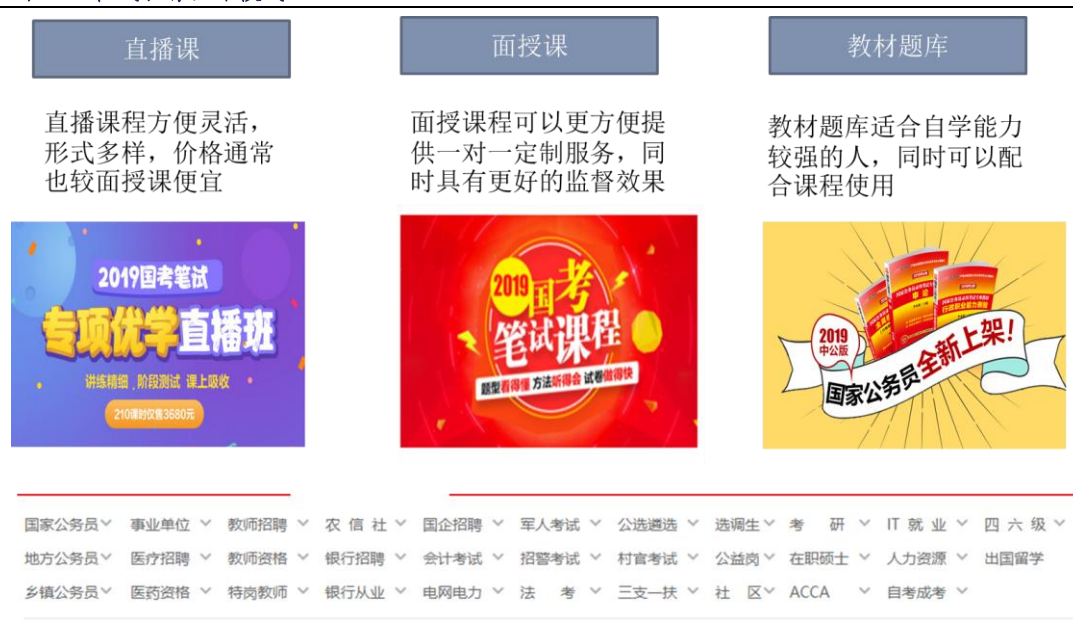 直播课
面授课
教材题库
直播课程方便灵活，
形式多样，价格通常
也较面授课便宜
面授课程可以更方便提
供一对一定制服务，同
时具有更好的监督效果
教材题库适合自学能力
较强的人，同时可以配
合课程使用
2019国考笔试
专项优学直播班
讲练精细 阶段测试 课上吸收
210课时仅售3680元
2019国考
笔试课程
题型看得懂 方法听得会 试卷做得快
申论
行政职业能力测验
2019
中公版
国家公务员全新上架！
国家公务员 事业单位 教师招聘 农信社 国企招聘 军人考试 公选遴选 选调生 考研 IT就业 四六级
地方公务员 医疗招聘 教师资格 银行招聘 会计考试 招警考试 村官考试 公益岗 在职硕士 人力资源 出国留学
乡镇公务员 医药资格 特岗教师 银行从业 电网电力 法考 三支一扶 社区 ACCA 自考成考